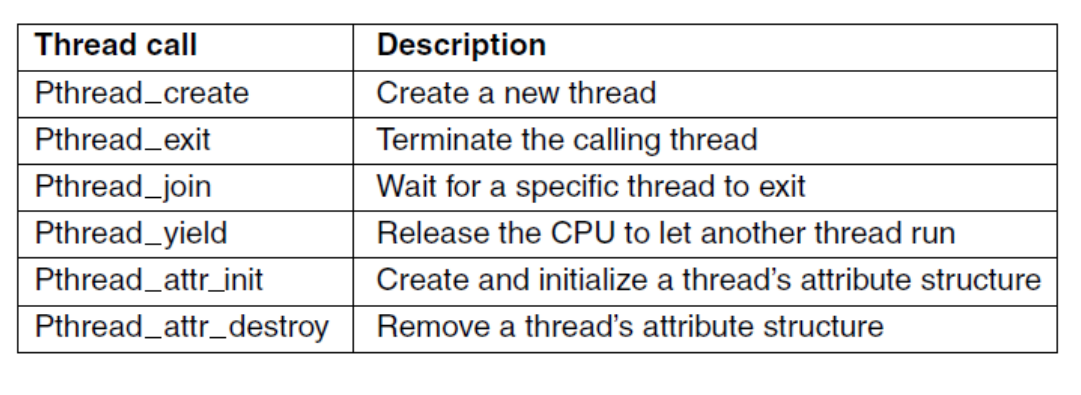 Thread call Description
Pthread_create Create a new thread
Pthread_exit Terminate the calling thread
Pthread_join Wait for a specific thread to exit
Pthread_yield Release the CPU to let another thread run
Pthread_attr_init Create and initialize a thread’s attribute structure
Pthread_attr_destroy Remove a thread’s attribute structure